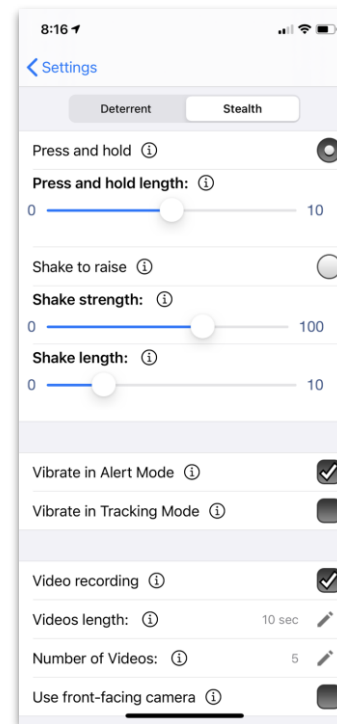 8:16
Settings
Deterrent Stealth
Press and hold
Press and hold length:
0 10
Shake to raise
Shake strength:
0 100
Shake length:
0 10
Vibrate in Alert Mode
Vibrate in Tracking Mode
Video recording
Videos length: 10 sec
Number of Videos: 5
Use front-facing camera